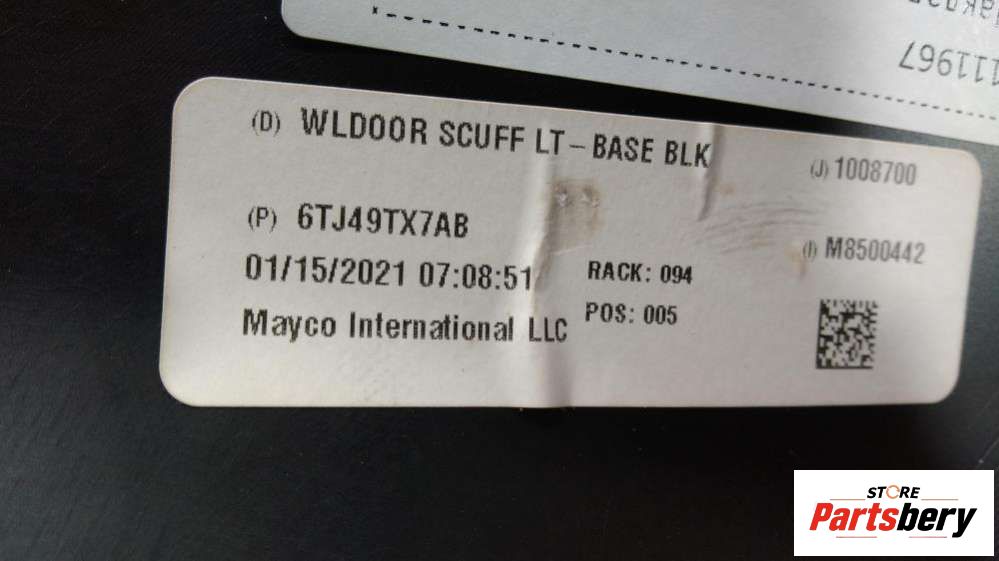 111967
(D) WLDOOR SCUFF LT - BASE BLK
(J) 1008700
(P) 6TJ49TX7AB
(I) M8500442
01/15/2021 07:08:51
RACK: 094
Mayco International LLC
POS: 005
STORE
Partsbery